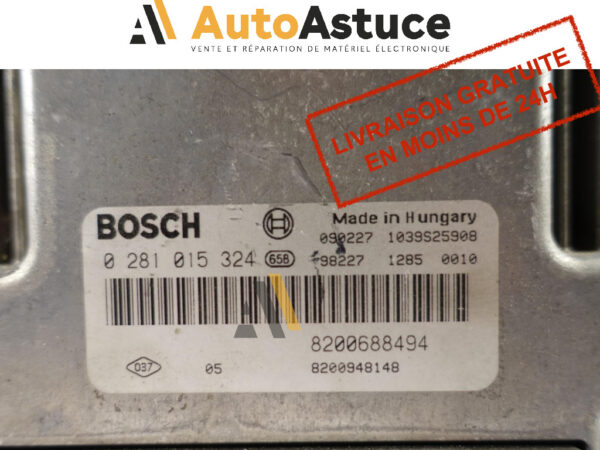 AutoAstuce
VENTE ET RÉPARATION DE MATÉRIEL ÉLECTRONIQUE
LIVRAISON GRATUITE
EN MOINS DE 24H
BOSCH
Made in Hungary
090227 1039S25908
0 281 015 324 658
98227 1285 0010
8200688494
D37 05 8200948148